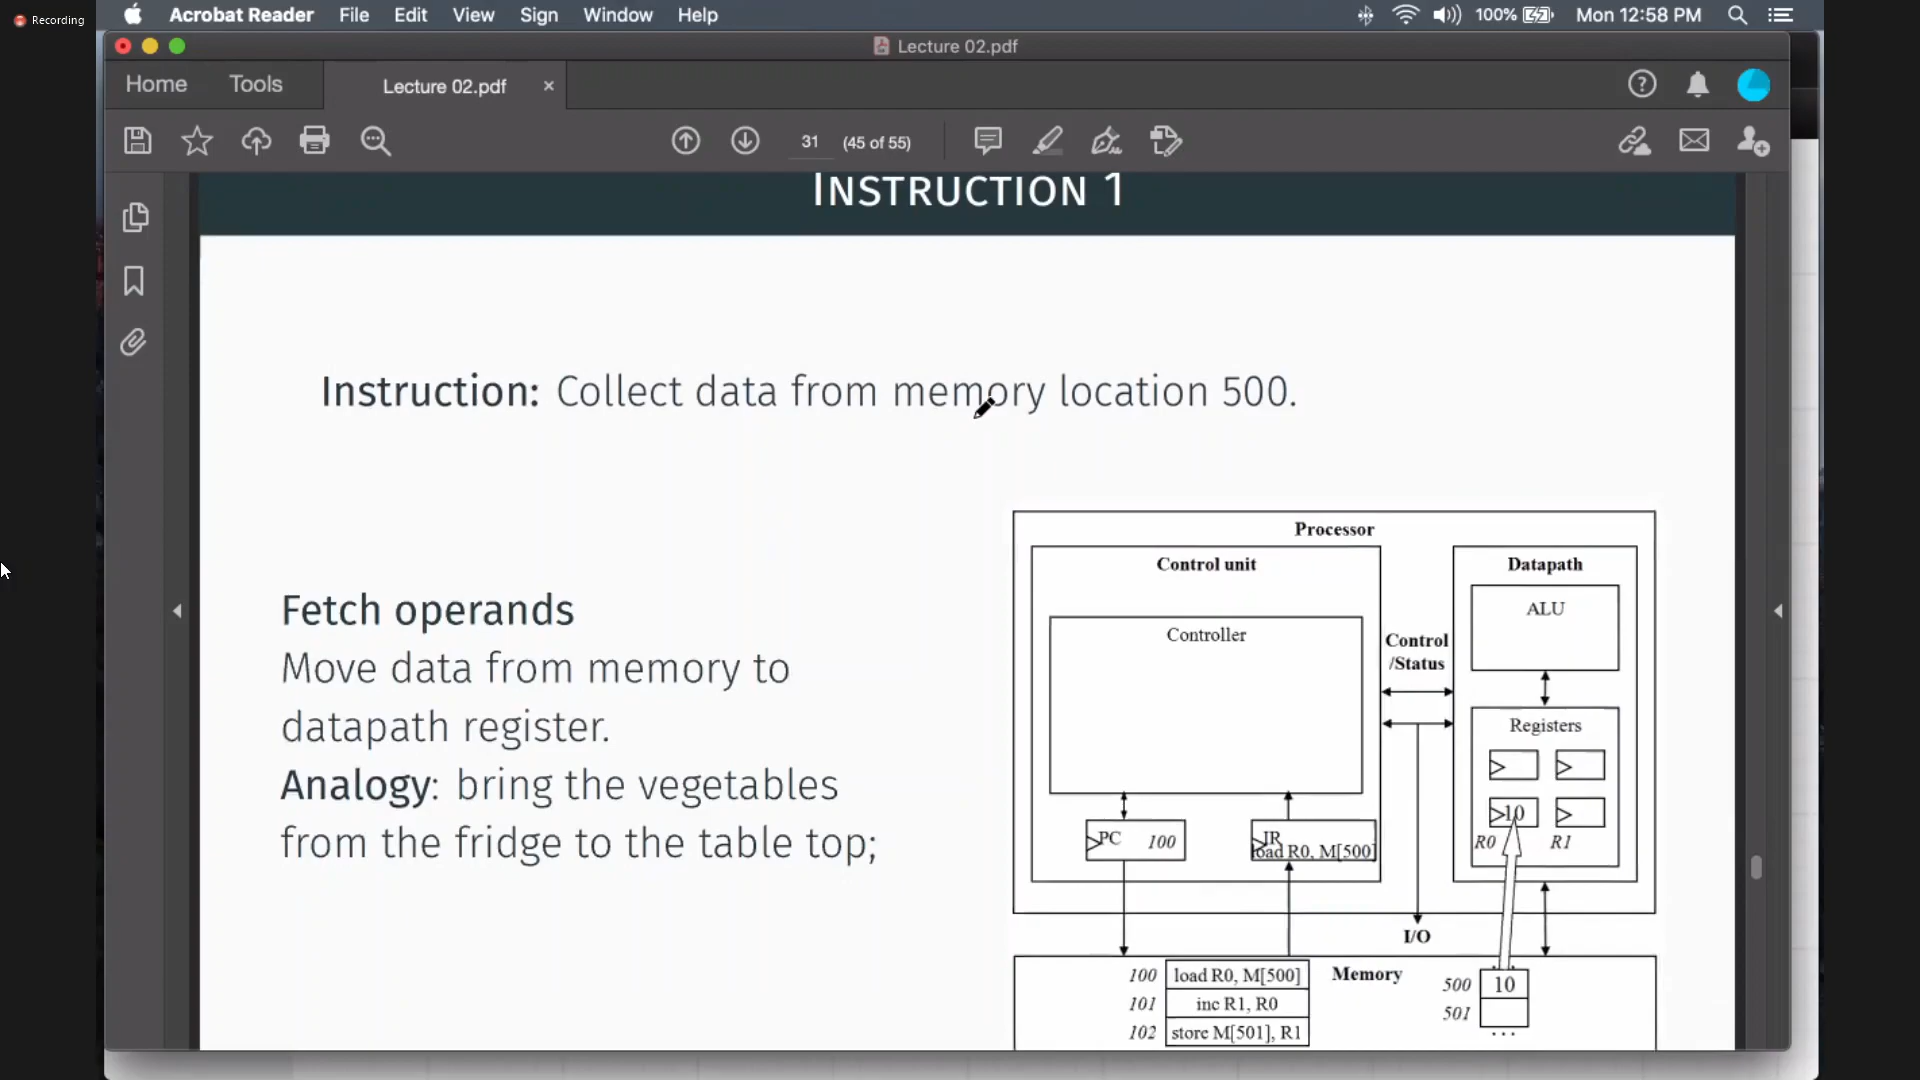 Recording
Acrobat Reader File Edit View Sign Window Help
100% Mon 12:58 PM
Lecture 02.pdf
Home Tools Lecture 02.pdf ×
31 (45 of 55)
INSTRUCTION 1
Instruction: Collect data from memory location 500.
Fetch operands
Move data from memory to
datapath register.
Analogy: bring the vegetables
from the fridge to the table top;
Processor
Control unit
Datapath
ALU
Controller
Control
/Status
Registers
10
R0 R1
PC 100
IR
load R0, M[500]
I/O
Memory
100 load R0, M[500]
101 inc R1, R0
102 store M[501], R1
...
500 10
501
...